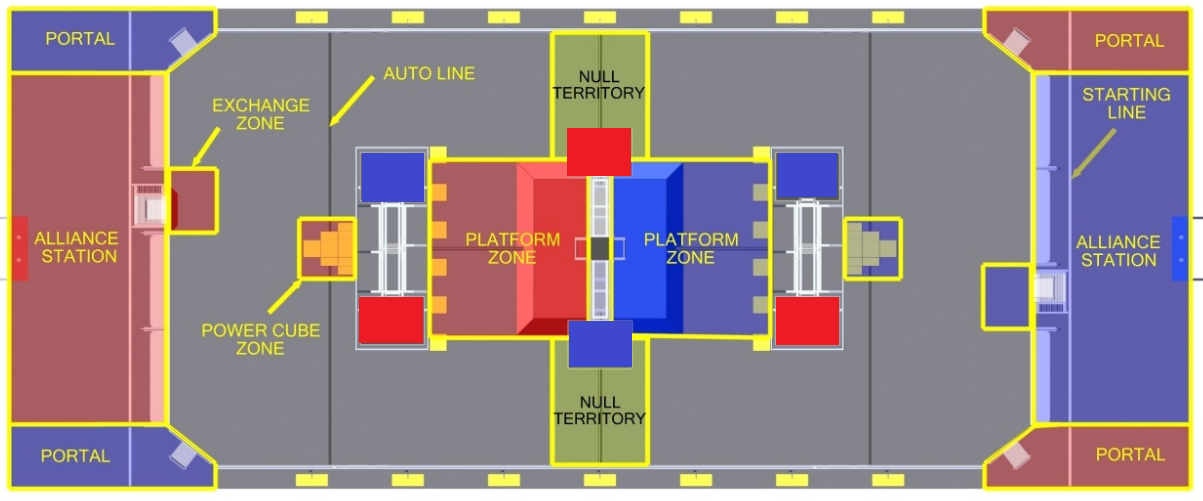 PORTAL
AUTO LINE
NULL
TERRITORY
PORTAL
EXCHANGE
ZONE
STARTING
LINE
ALLIANCE
STATION
PLATFORM
ZONE
PLATFORM
ZONE
ALLIANCE
STATION
POWER CUBE
ZONE
NULL
TERRITORY
PORTAL
PORTAL